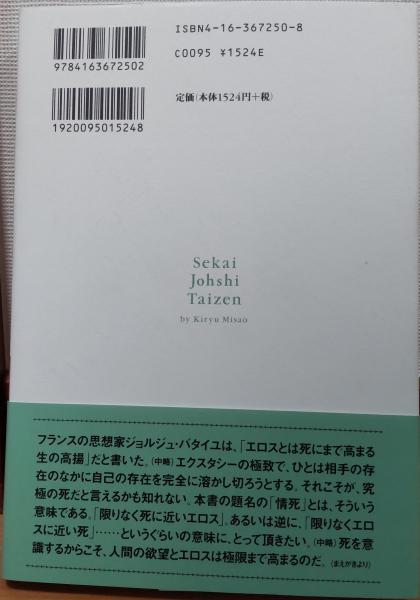 ISBN4-16-367250-8
C0095 ¥1524E
9784163672502
定価(本体1524円+税)
1920095015248
Sekai
Johshi
Taizen
by Kiryu Misao
フランスの思想家ジョルジュ・バタイユは、「エロスとは死にまで高まる
生の高揚」だと書いた。(中略)エクスタシーの極致で、ひとは相手の存
在のなかに自己の存在を完全に溶かし切ろうとする。それこそが、究
極の死だと言えるかも知れない。本書の題名の「情死」とは、そういう
意味である。「限りなく死に近いエロス」。あるいは逆に、「限りなくエロ
スに近い死」……というぐらいの意味に、とって頂きたい。(中略)死を意
識するからこそ、人間の欲望とエロスは極限まで高まるのだ。(まえがきより)